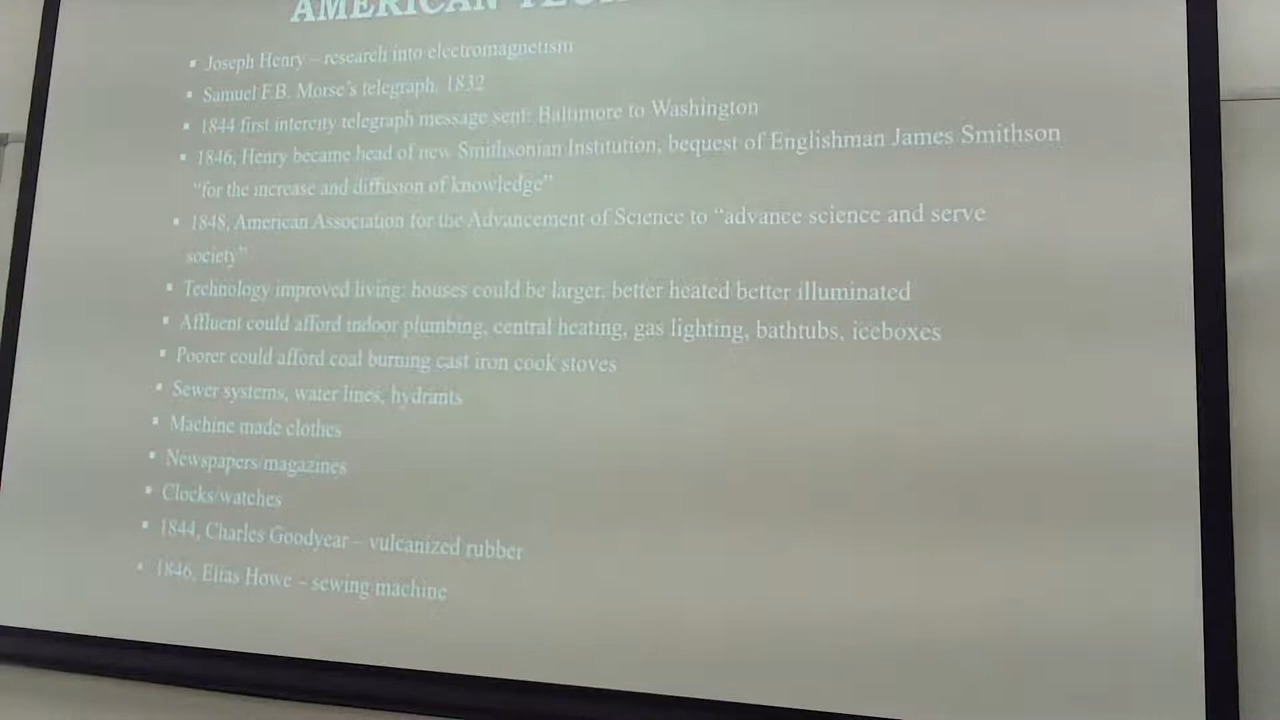 AMERICAN
▪ Joseph Henry – research into electromagnetism
▪ Samuel F.B. Morse's telegraph, 1832
▪ 1844 first intercity telegraph message sent: Baltimore to Washington
▪ 1846, Henry became head of new Smithsonian Institution, bequest of Englishman James Smithson
"for the increase and diffusion of knowledge"
▪ 1848, American Association for the Advancement of Science to "advance science and serve
society"
▪ Technology improved living: houses could be larger, better heated better illuminated
▪ Affluent could afford indoor plumbing, central heating, gas lighting, bathtubs, iceboxes
▪ Poorer could afford coal burning cast iron cook stoves
▪ Sewer systems, water lines, hydrants
▪ Machine made clothes
▪ Newspapers/magazines
▪ Clocks/watches
▪ 1844, Charles Goodyear – vulcanized rubber
▪ 1846, Elias Howe – sewing machine